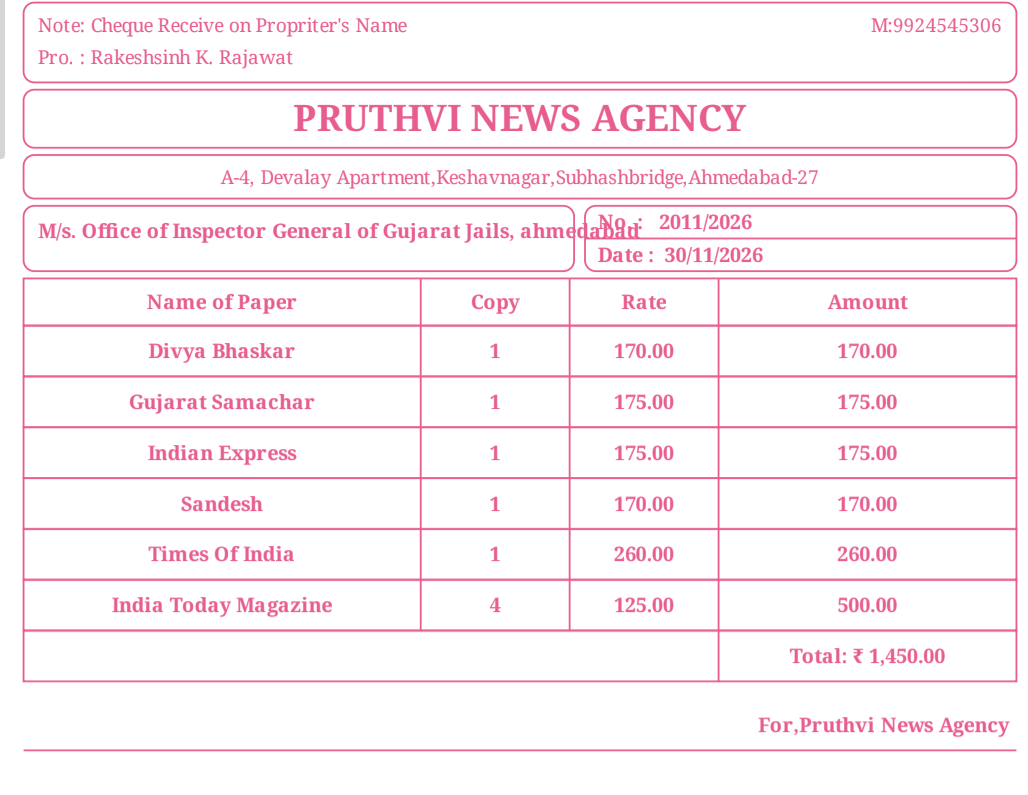 Note: Cheque Receive on Propriter's Name M:9924545306
Pro. : Rakeshsinh K. Rajawat
PRUTHVI NEWS AGENCY
A-4, Devalay Apartment,Keshavnagar,Subhashbridge,Ahmedabad-27
M/s. Office of Inspector General of Gujarat Jails, ahmedabad
No. : 2011/2026
Date : 30/11/2026
Name of Paper Copy Rate Amount
Divya Bhaskar 1 170.00 170.00
Gujarat Samachar 1 175.00 175.00
Indian Express 1 175.00 175.00
Sandesh 1 170.00 170.00
Times Of India 1 260.00 260.00
India Today Magazine 4 125.00 500.00
Total: ₹ 1,450.00
For,Pruthvi News Agency